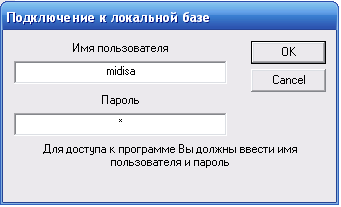 Подключение к локальной базе
Имя пользователя
OK
midisa
Cancel
Пароль
*
Для доступа к программе Вы должны ввести имя
пользователя и пароль